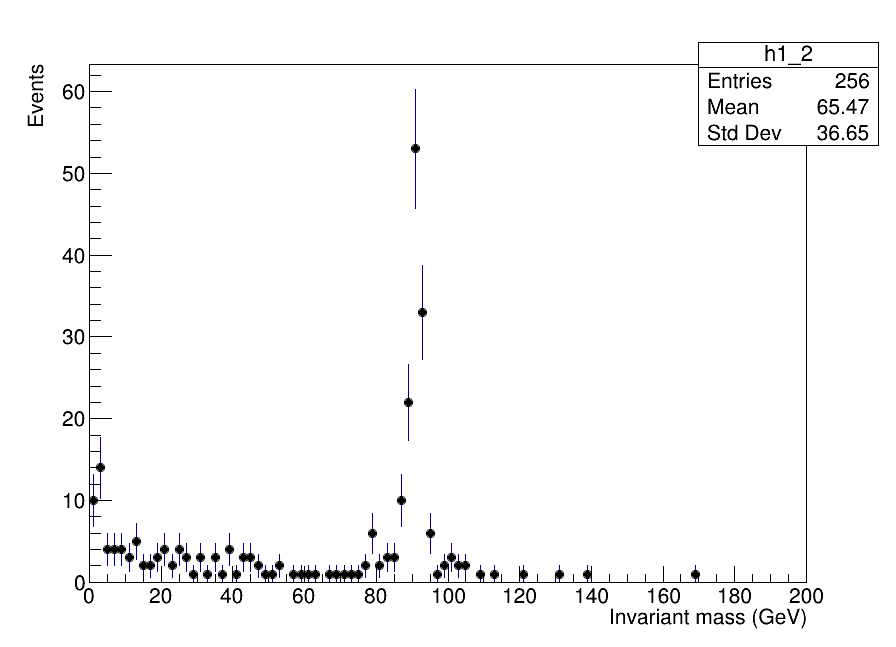 h1_2
Entries 256
Mean 65.47
Std Dev 36.65
Events
60
50
40
30
20
10
0
0 20 40 60 80 100 120 140 160 180 200
Invariant mass (GeV)